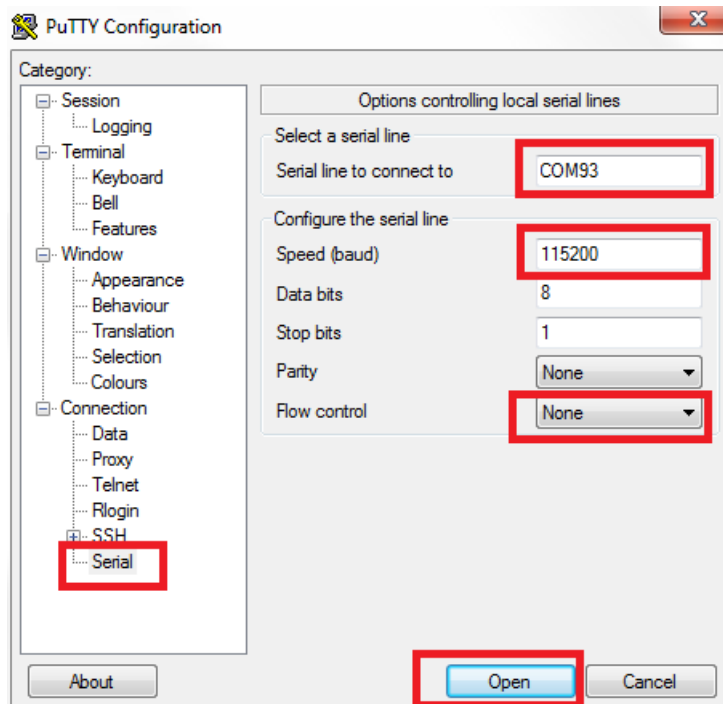 PuTTY Configuration
Category:
Session
Logging
Terminal
Keyboard
Bell
Features
Window
Appearance
Behaviour
Translation
Selection
Colours
Connection
Data
Proxy
Telnet
Rlogin
SSH
Serial
Options controlling local serial lines
Select a serial line
Serial line to connect to COM93
Configure the serial line
Speed (baud) 115200
Data bits 8
Stop bits 1
Parity None
Flow control None
About Open Cancel